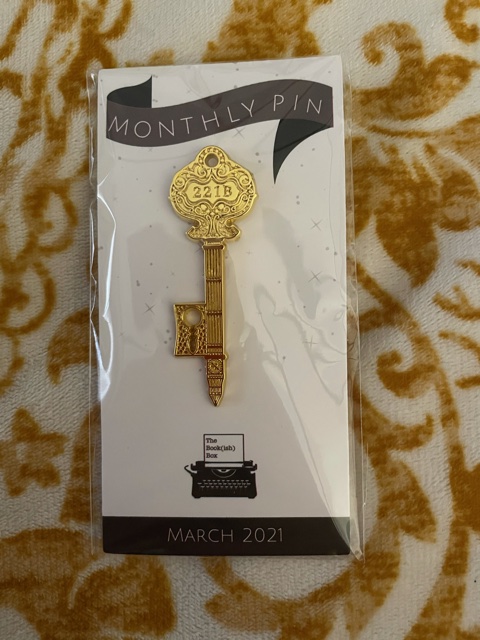 MONTHLY PIN
221B
The
Book(ish)
Box
MARCH 2021